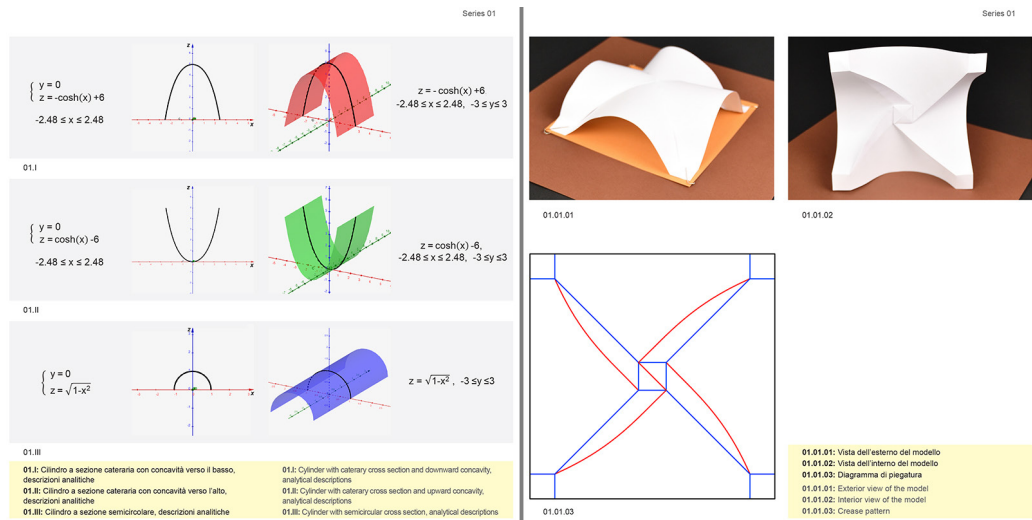 Series 01
y = 0
z = -cosh(x) +6
-2.48 ≤ x ≤ 2.48
z
x
z = - cosh(x) +6
-2.48 ≤ x ≤ 2.48, -3 ≤ y ≤ 3
01.I
y = 0
z = cosh(x) -6
-2.48 ≤ x ≤ 2.48
z
x
z = cosh(x) -6,
-2.48 ≤ x ≤ 2.48, -3 ≤ y ≤ 3
01.II
y = 0
z = √1-x²
z
x
z = √1-x² , -3 ≤ y ≤ 3
01.III
01.I: Cilindro a sezione cateraria con concavità verso il basso,
descrizioni analitiche
01.II: Cilindro a sezione cateraria con concavità verso l'alto,
descrizioni analitiche
01.III: Cilindro a sezione semicircolare, descrizioni analitiche
01.I: Cylinder with caterary cross section and downward concavity,
analytical descriptions
01.II: Cylinder with caterary cross section and upward concavity,
analytical descriptions
01.III: Cylinder with semicircular cross section, analytical descriptions
Series 01
01.01.01
01.01.02
01.01.03
01.01.01: Vista dell'esterno del modello
01.01.02: Vista dell'interno del modello
01.01.03: Diagramma di piegatura
01.01.01: Exterior view of the model
01.01.02: Interior view of the model
01.01.03: Crease pattern